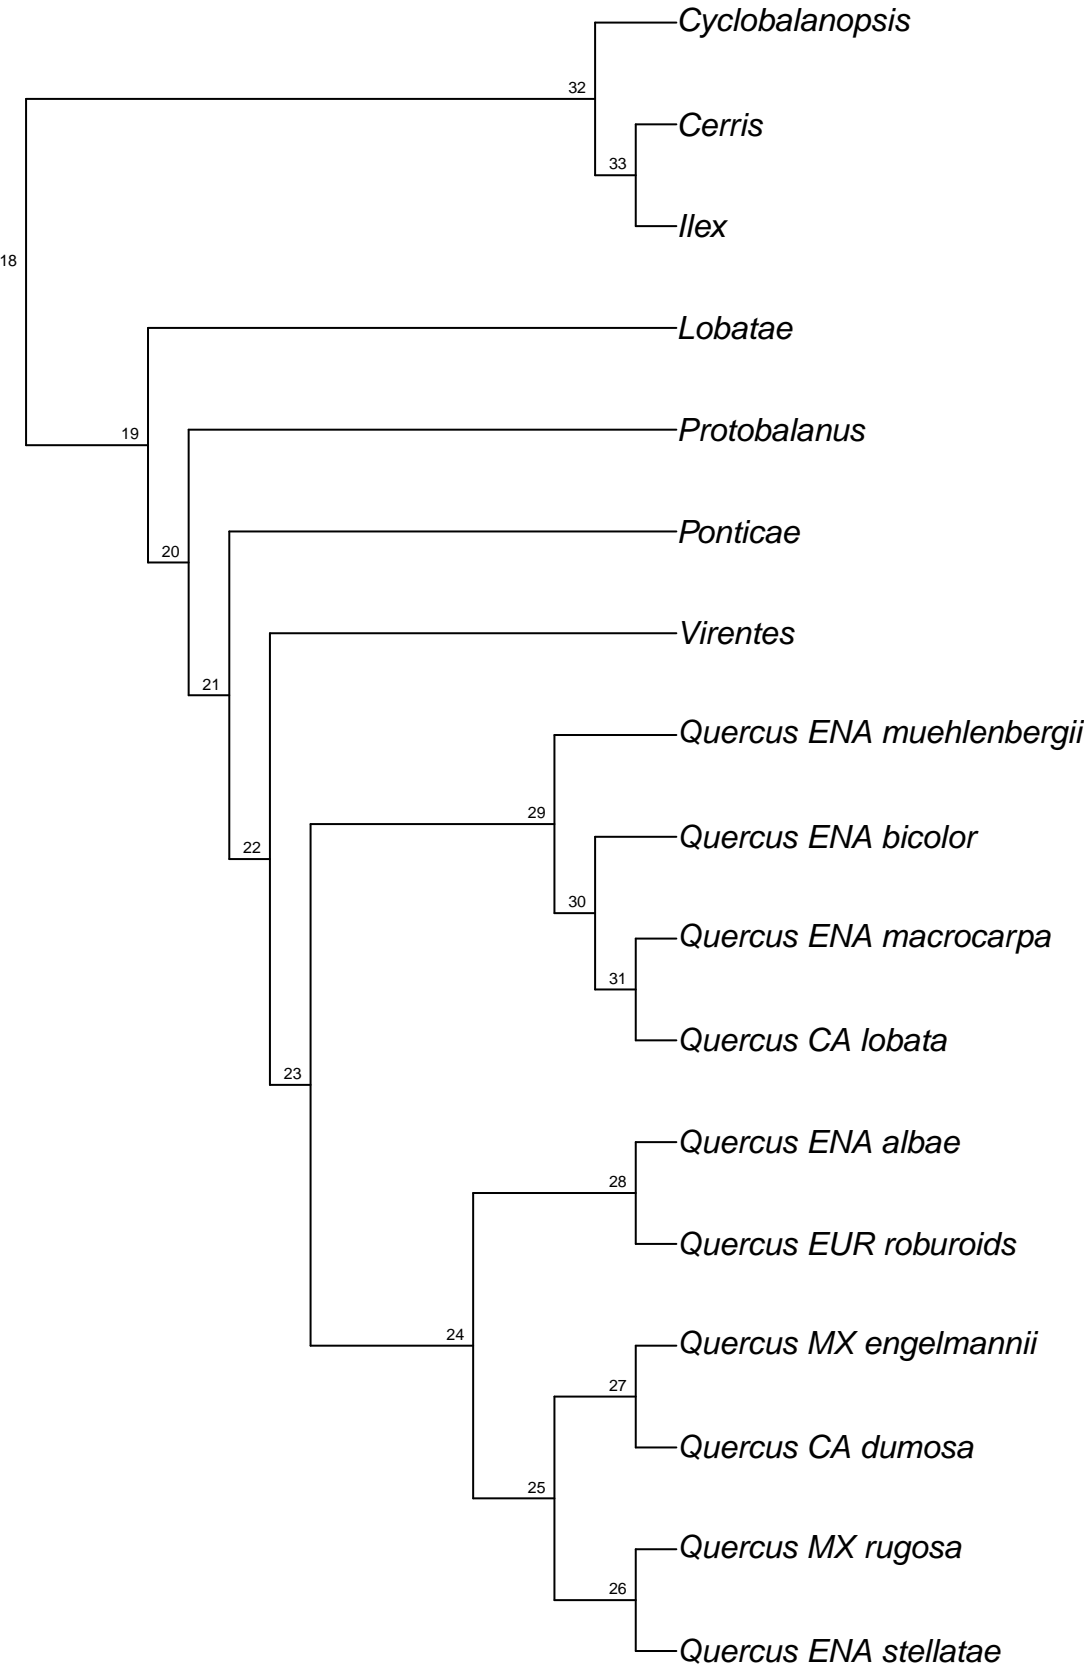 Cyclobalanopsis
32
Cerris
33
Ilex
18
Lobatae
19
Protobalanus
20
Ponticae
Virentes
21
Quercus ENA muehlenbergii
29
Quercus ENA bicolor
22
30
Quercus ENA macrocarpa
31
Quercus CA lobata
23
Quercus ENA albae
28
Quercus EUR roburoids
24
Quercus MX engelmannii
27
Quercus CA dumosa
25
Quercus MX rugosa
26
Quercus ENA stellatae